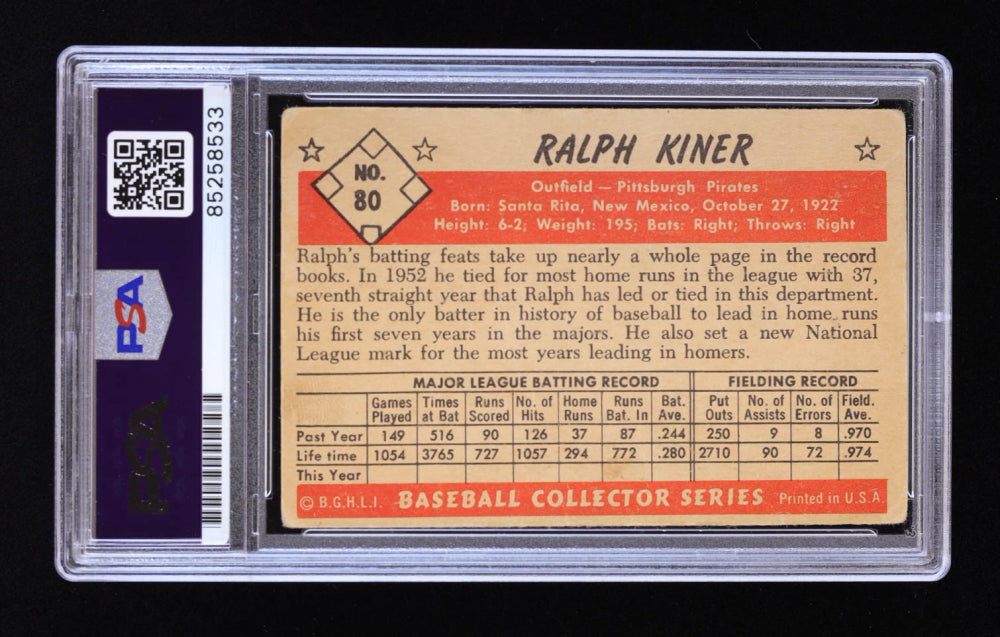 85258533
PSA
PSA
NO.
80
RALPH KINER
Outfield — Pittsburgh Pirates
Born: Santa Rita, New Mexico, October 27, 1922
Height: 6-2; Weight: 195; Bats: Right; Throws: Right
Ralph's batting feats take up nearly a whole page in the record
books. In 1952 he tied for most home runs in the league with 37,
seventh straight year that Ralph has led or tied in this department.
He is the only batter in history of baseball to lead in home runs
his first seven years in the majors. He also set a new National
League mark for the most years leading in homers.
MAJOR LEAGUE BATTING RECORD FIELDING RECORD
Games Times Runs No. of Home Runs Bat. Put No. of No. of Field.
Played at Bat Scored Hits Runs Bat. In Ave. Outs Assists Errors Ave.
Past Year 149 516 90 126 37 87 .244 250 9 8 .970
Life time 1054 3765 727 1057 294 772 .280 2710 90 72 .974
This Year
© B.G.H.L.I. BASEBALL COLLECTOR SERIES Printed in U.S.A.